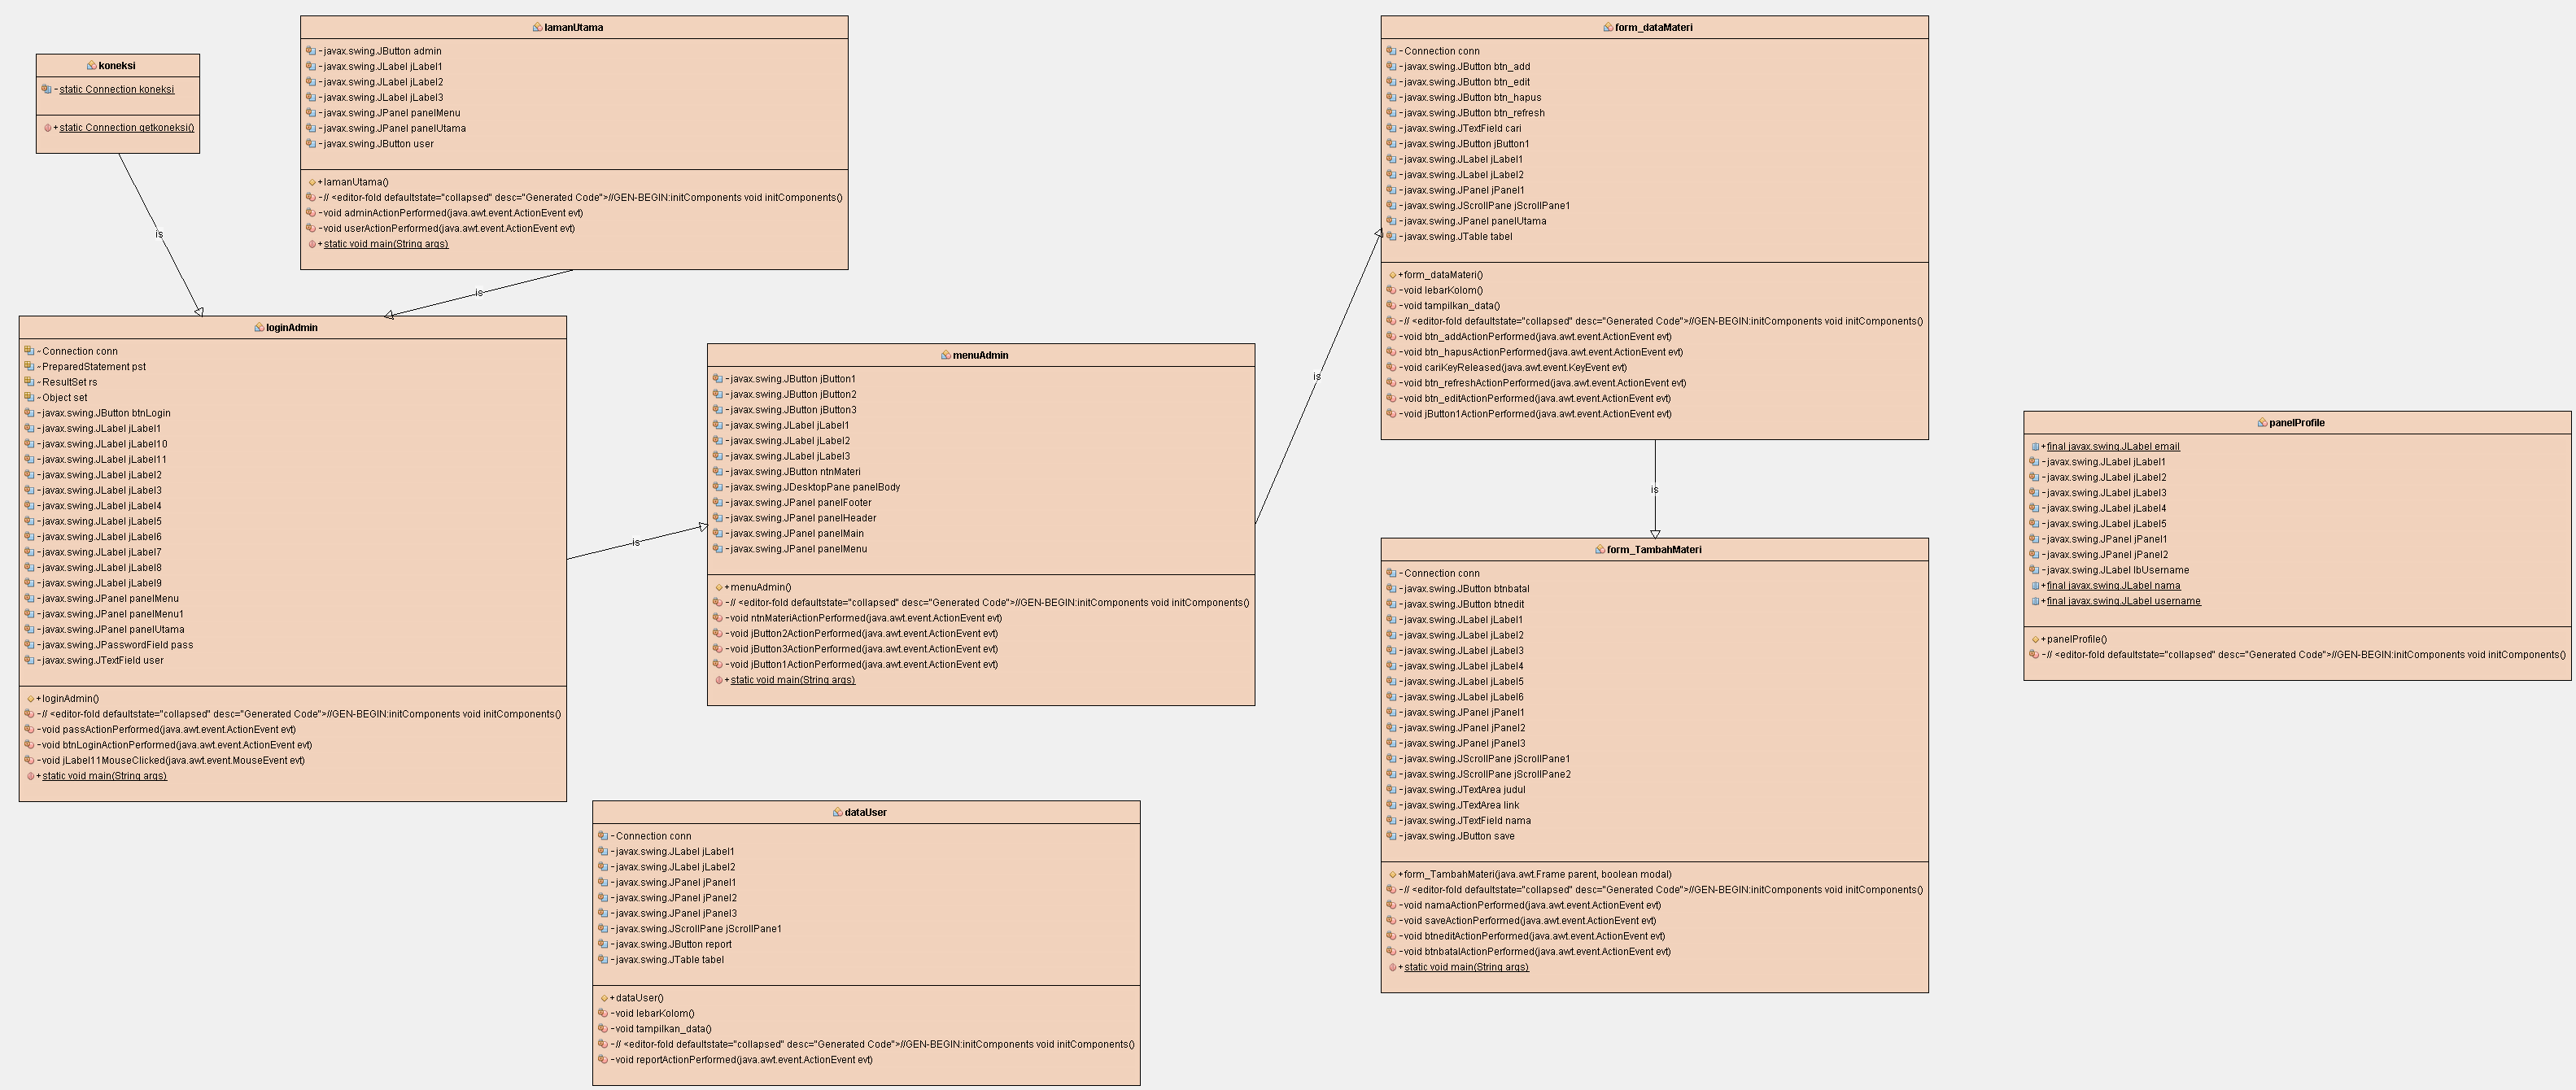 koneksi
-static Connection koneksi
+static Connection getkoneksi()
lamanUtama
-javax.swing.JButton admin
-javax.swing.JLabel jLabel1
-javax.swing.JLabel jLabel2
-javax.swing.JLabel jLabel3
-javax.swing.JPanel panelMenu
-javax.swing.JPanel panelUtama
-javax.swing.JButton user
+lamanUtama()
-// <editor-fold defaultstate="collapsed" desc="Generated Code">//GEN-BEGIN:initComponents void initComponents()
-void adminActionPerformed(java.awt.event.ActionEvent evt)
-void userActionPerformed(java.awt.event.ActionEvent evt)
+static void main(String args)
is
is
loginAdmin
~Connection conn
~PreparedStatement pst
~ResultSet rs
~Object set
-javax.swing.JButton btnLogin
-javax.swing.JLabel jLabel1
-javax.swing.JLabel jLabel10
-javax.swing.JLabel jLabel11
-javax.swing.JLabel jLabel2
-javax.swing.JLabel jLabel3
-javax.swing.JLabel jLabel4
-javax.swing.JLabel jLabel5
-javax.swing.JLabel jLabel6
-javax.swing.JLabel jLabel7
-javax.swing.JLabel jLabel8
-javax.swing.JLabel jLabel9
-javax.swing.JPanel panelMenu
-javax.swing.JPanel panelMenu1
-javax.swing.JPanel panelUtama
-javax.swing.JPasswordField pass
-javax.swing.JTextField user
+loginAdmin()
-// <editor-fold defaultstate="collapsed" desc="Generated Code">//GEN-BEGIN:initComponents void initComponents()
-void passActionPerformed(java.awt.event.ActionEvent evt)
-void btnLoginActionPerformed(java.awt.event.ActionEvent evt)
-void jLabel11MouseClicked(java.awt.event.MouseEvent evt)
+static void main(String args)
is
menuAdmin
-javax.swing.JButton jButton1
-javax.swing.JButton jButton2
-javax.swing.JButton jButton3
-javax.swing.JLabel jLabel1
-javax.swing.JLabel jLabel2
-javax.swing.JLabel jLabel3
-javax.swing.JButton ntnMateri
-javax.swing.JDesktopPane panelBody
-javax.swing.JPanel panelFooter
-javax.swing.JPanel panelHeader
-javax.swing.JPanel panelMain
-javax.swing.JPanel panelMenu
+menuAdmin()
-// <editor-fold defaultstate="collapsed" desc="Generated Code">//GEN-BEGIN:initComponents void initComponents()
-void ntnMateriActionPerformed(java.awt.event.ActionEvent evt)
-void jButton2ActionPerformed(java.awt.event.ActionEvent evt)
-void jButton3ActionPerformed(java.awt.event.ActionEvent evt)
-void jButton1ActionPerformed(java.awt.event.ActionEvent evt)
+static void main(String args)
is
dataUser
-Connection conn
-javax.swing.JLabel jLabel1
-javax.swing.JLabel jLabel2
-javax.swing.JPanel jPanel1
-javax.swing.JPanel jPanel2
-javax.swing.JPanel jPanel3
-javax.swing.JScrollPane jScrollPane1
-javax.swing.JButton report
-javax.swing.JTable tabel
+dataUser()
-void lebarKolom()
-void tampilkan_data()
-// <editor-fold defaultstate="collapsed" desc="Generated Code">//GEN-BEGIN:initComponents void initComponents()
-void reportActionPerformed(java.awt.event.ActionEvent evt)
form_dataMateri
-Connection conn
-javax.swing.JButton btn_add
-javax.swing.JButton btn_edit
-javax.swing.JButton btn_hapus
-javax.swing.JButton btn_refresh
-javax.swing.JTextField cari
-javax.swing.JButton jButton1
-javax.swing.JLabel jLabel1
-javax.swing.JLabel jLabel2
-javax.swing.JPanel jPanel1
-javax.swing.JScrollPane jScrollPane1
-javax.swing.JPanel panelUtama
-javax.swing.JTable tabel
+form_dataMateri()
-void lebarKolom()
-void tampilkan_data()
-// <editor-fold defaultstate="collapsed" desc="Generated Code">//GEN-BEGIN:initComponents void initComponents()
-void btn_addActionPerformed(java.awt.event.ActionEvent evt)
-void btn_hapusActionPerformed(java.awt.event.ActionEvent evt)
-void cariKeyReleased(java.awt.event.KeyEvent evt)
-void btn_refreshActionPerformed(java.awt.event.ActionEvent evt)
-void btn_editActionPerformed(java.awt.event.ActionEvent evt)
-void jButton1ActionPerformed(java.awt.event.ActionEvent evt)
is
form_TambahMateri
-Connection conn
-javax.swing.JButton btnbatal
-javax.swing.JButton btnedit
-javax.swing.JLabel jLabel1
-javax.swing.JLabel jLabel2
-javax.swing.JLabel jLabel3
-javax.swing.JLabel jLabel4
-javax.swing.JLabel jLabel5
-javax.swing.JLabel jLabel6
-javax.swing.JPanel jPanel1
-javax.swing.JPanel jPanel2
-javax.swing.JPanel jPanel3
-javax.swing.JScrollPane jScrollPane1
-javax.swing.JScrollPane jScrollPane2
-javax.swing.JTextArea judul
-javax.swing.JTextArea link
-javax.swing.JTextField nama
-javax.swing.JButton save
+form_TambahMateri(java.awt.Frame parent, boolean modal)
-// <editor-fold defaultstate="collapsed" desc="Generated Code">//GEN-BEGIN:initComponents void initComponents()
-void namaActionPerformed(java.awt.event.ActionEvent evt)
-void saveActionPerformed(java.awt.event.ActionEvent evt)
-void btneditActionPerformed(java.awt.event.ActionEvent evt)
-void btnbatalActionPerformed(java.awt.event.ActionEvent evt)
+static void main(String args)
panelProfile
+final javax.swing.JLabel email
-javax.swing.JLabel jLabel1
-javax.swing.JLabel jLabel2
-javax.swing.JLabel jLabel3
-javax.swing.JLabel jLabel4
-javax.swing.JLabel jLabel5
-javax.swing.JPanel jPanel1
-javax.swing.JPanel jPanel2
-javax.swing.JLabel lbUsername
+final javax.swing.JLabel nama
+final javax.swing.JLabel username
+panelProfile()
-// <editor-fold defaultstate="collapsed" desc="Generated Code">//GEN-BEGIN:initComponents void initComponents()